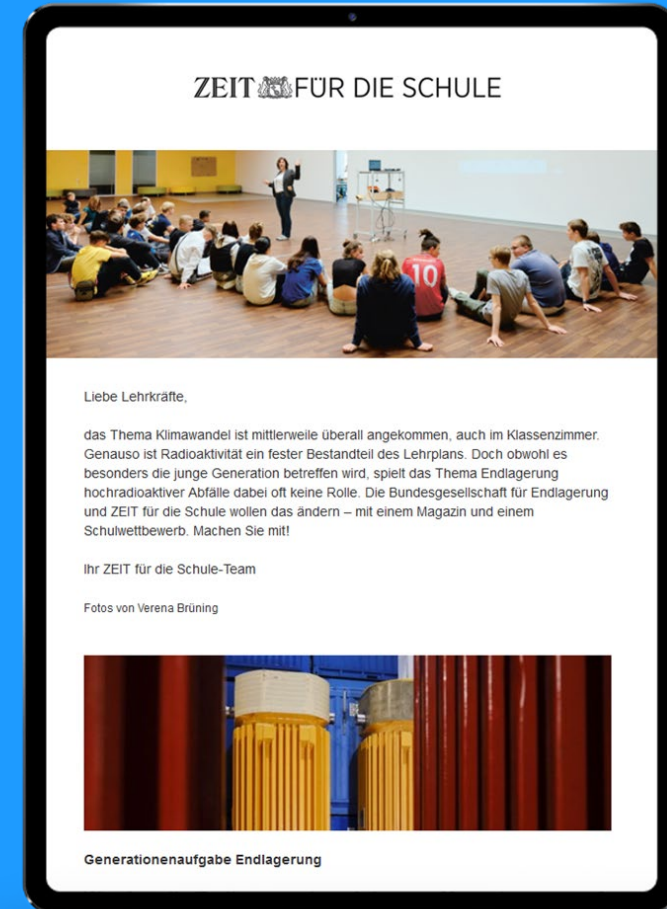 ZEIT FÜR DIE SCHULE
10
Liebe Lehrkräfte,
das Thema Klimawandel ist mittlerweile überall angekommen, auch im Klassenzimmer.
Genauso ist Radioaktivität ein fester Bestandteil des Lehrplans. Doch obwohl es
besonders die junge Generation betreffen wird, spielt das Thema Endlagerung
hochradioaktiver Abfälle dabei oft keine Rolle. Die Bundesgesellschaft für Endlagerung
und ZEIT für die Schule wollen das ändern – mit einem Magazin und einem
Schulwettbewerb. Machen Sie mit!
Ihr ZEIT für die Schule-Team
Fotos von Verena Brüning
Generationenaufgabe Endlagerung